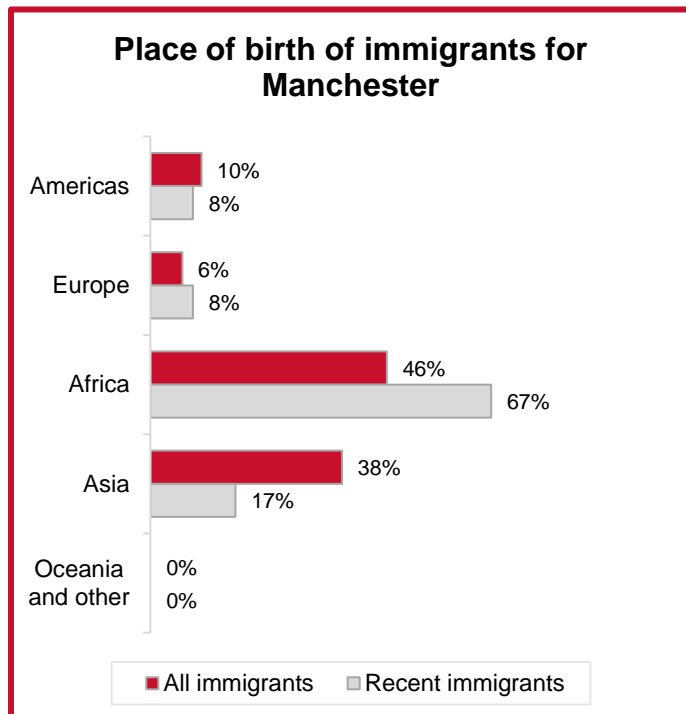 Place of birth of immigrants for
Manchester
Americas
10%
8%
Europe
6%
8%
Africa
46%
67%
Asia
38%
17%
Oceania
and other
0%
0%
All immigrants
Recent immigrants